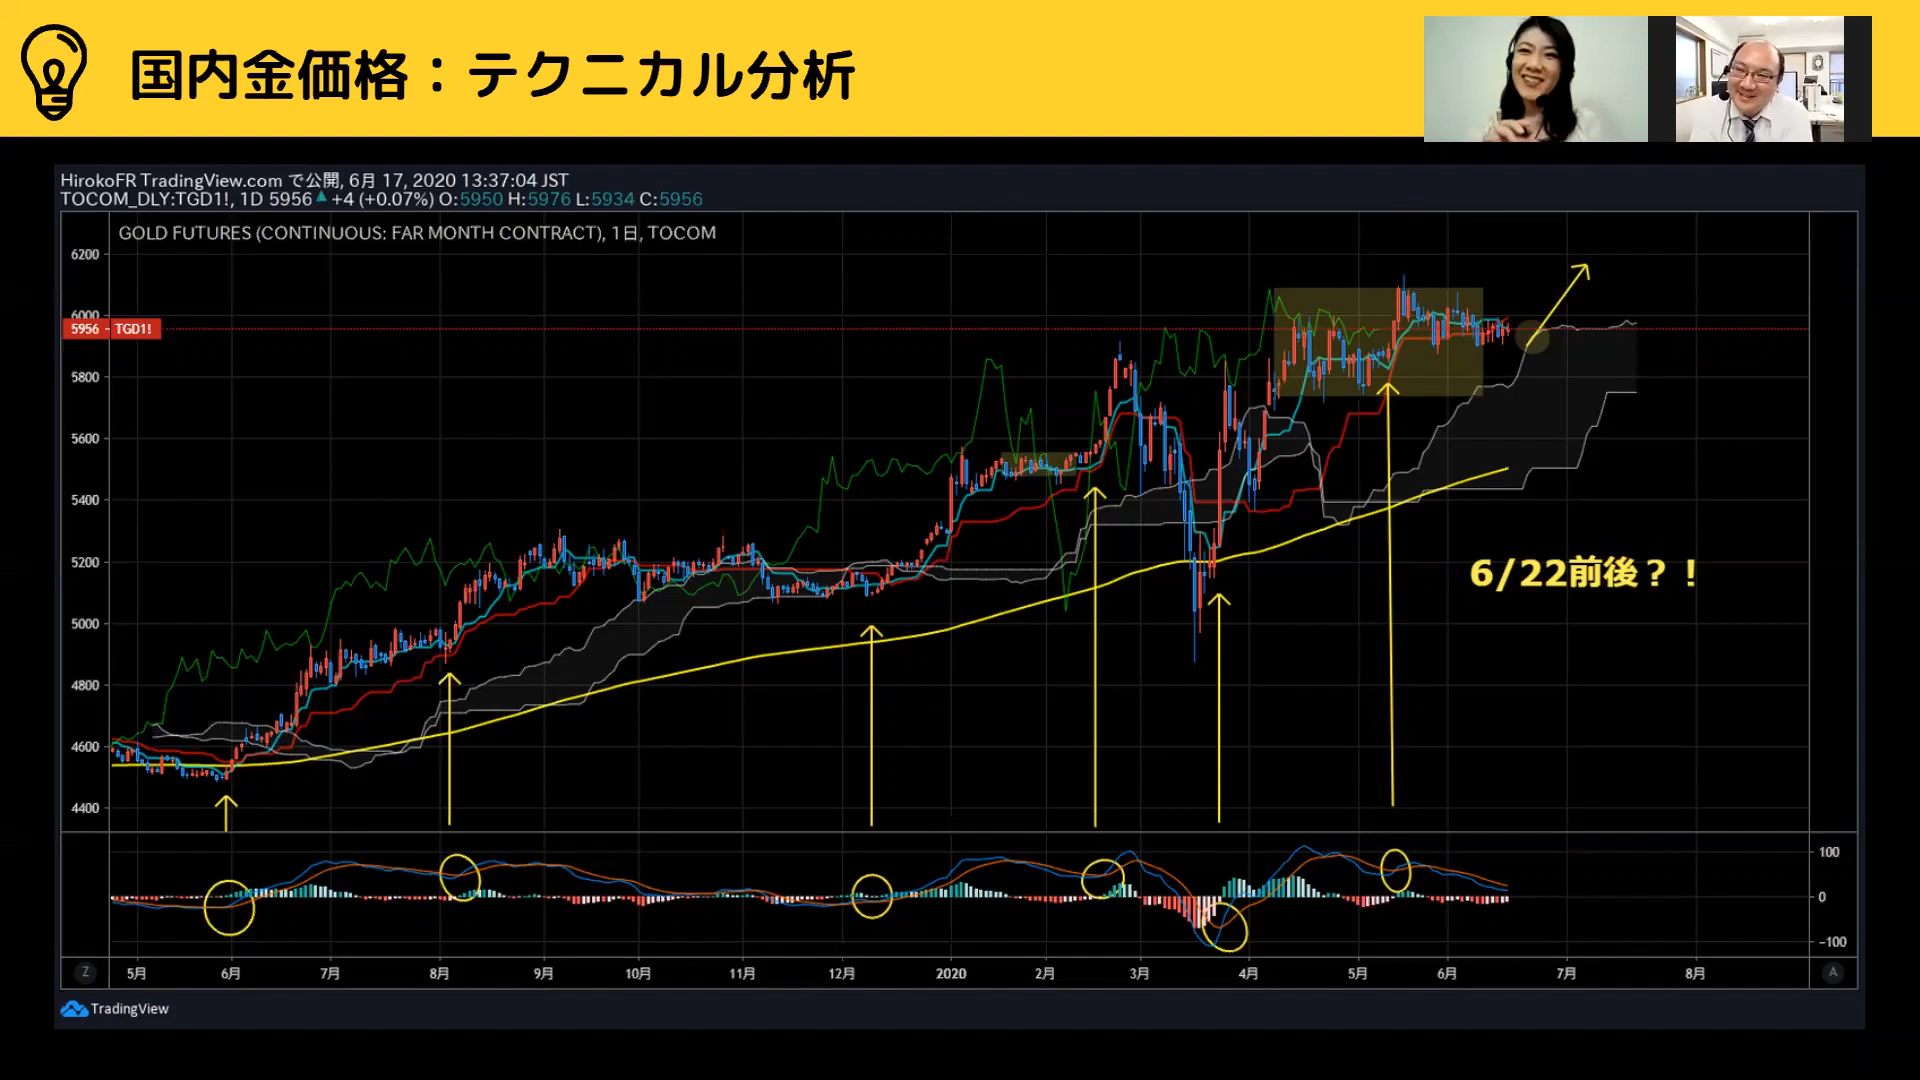 国内金価格：テクニカル分析
HirokoFR TradingView.com で公開, 6月 17, 2020 13:37:04 JST
TOCOM_DLY:TGD1!, 1D 5956 ▲ +4 (+0.07%) O:5950 H:5976 L:5934 C:5956
GOLD FUTURES (CONTINUOUS: FAR MONTH CONTRACT), 1日, TOCOM
6200
6000
5956 TGD1!
5800
5600
5400
5200
5000
4800
4600
4400
6/22前後？！
100
0
-100
Z 5月 6月 7月 8月 9月 10月 11月 12月 2020 2月 3月 4月 5月 6月 7月 8月 A
TradingView